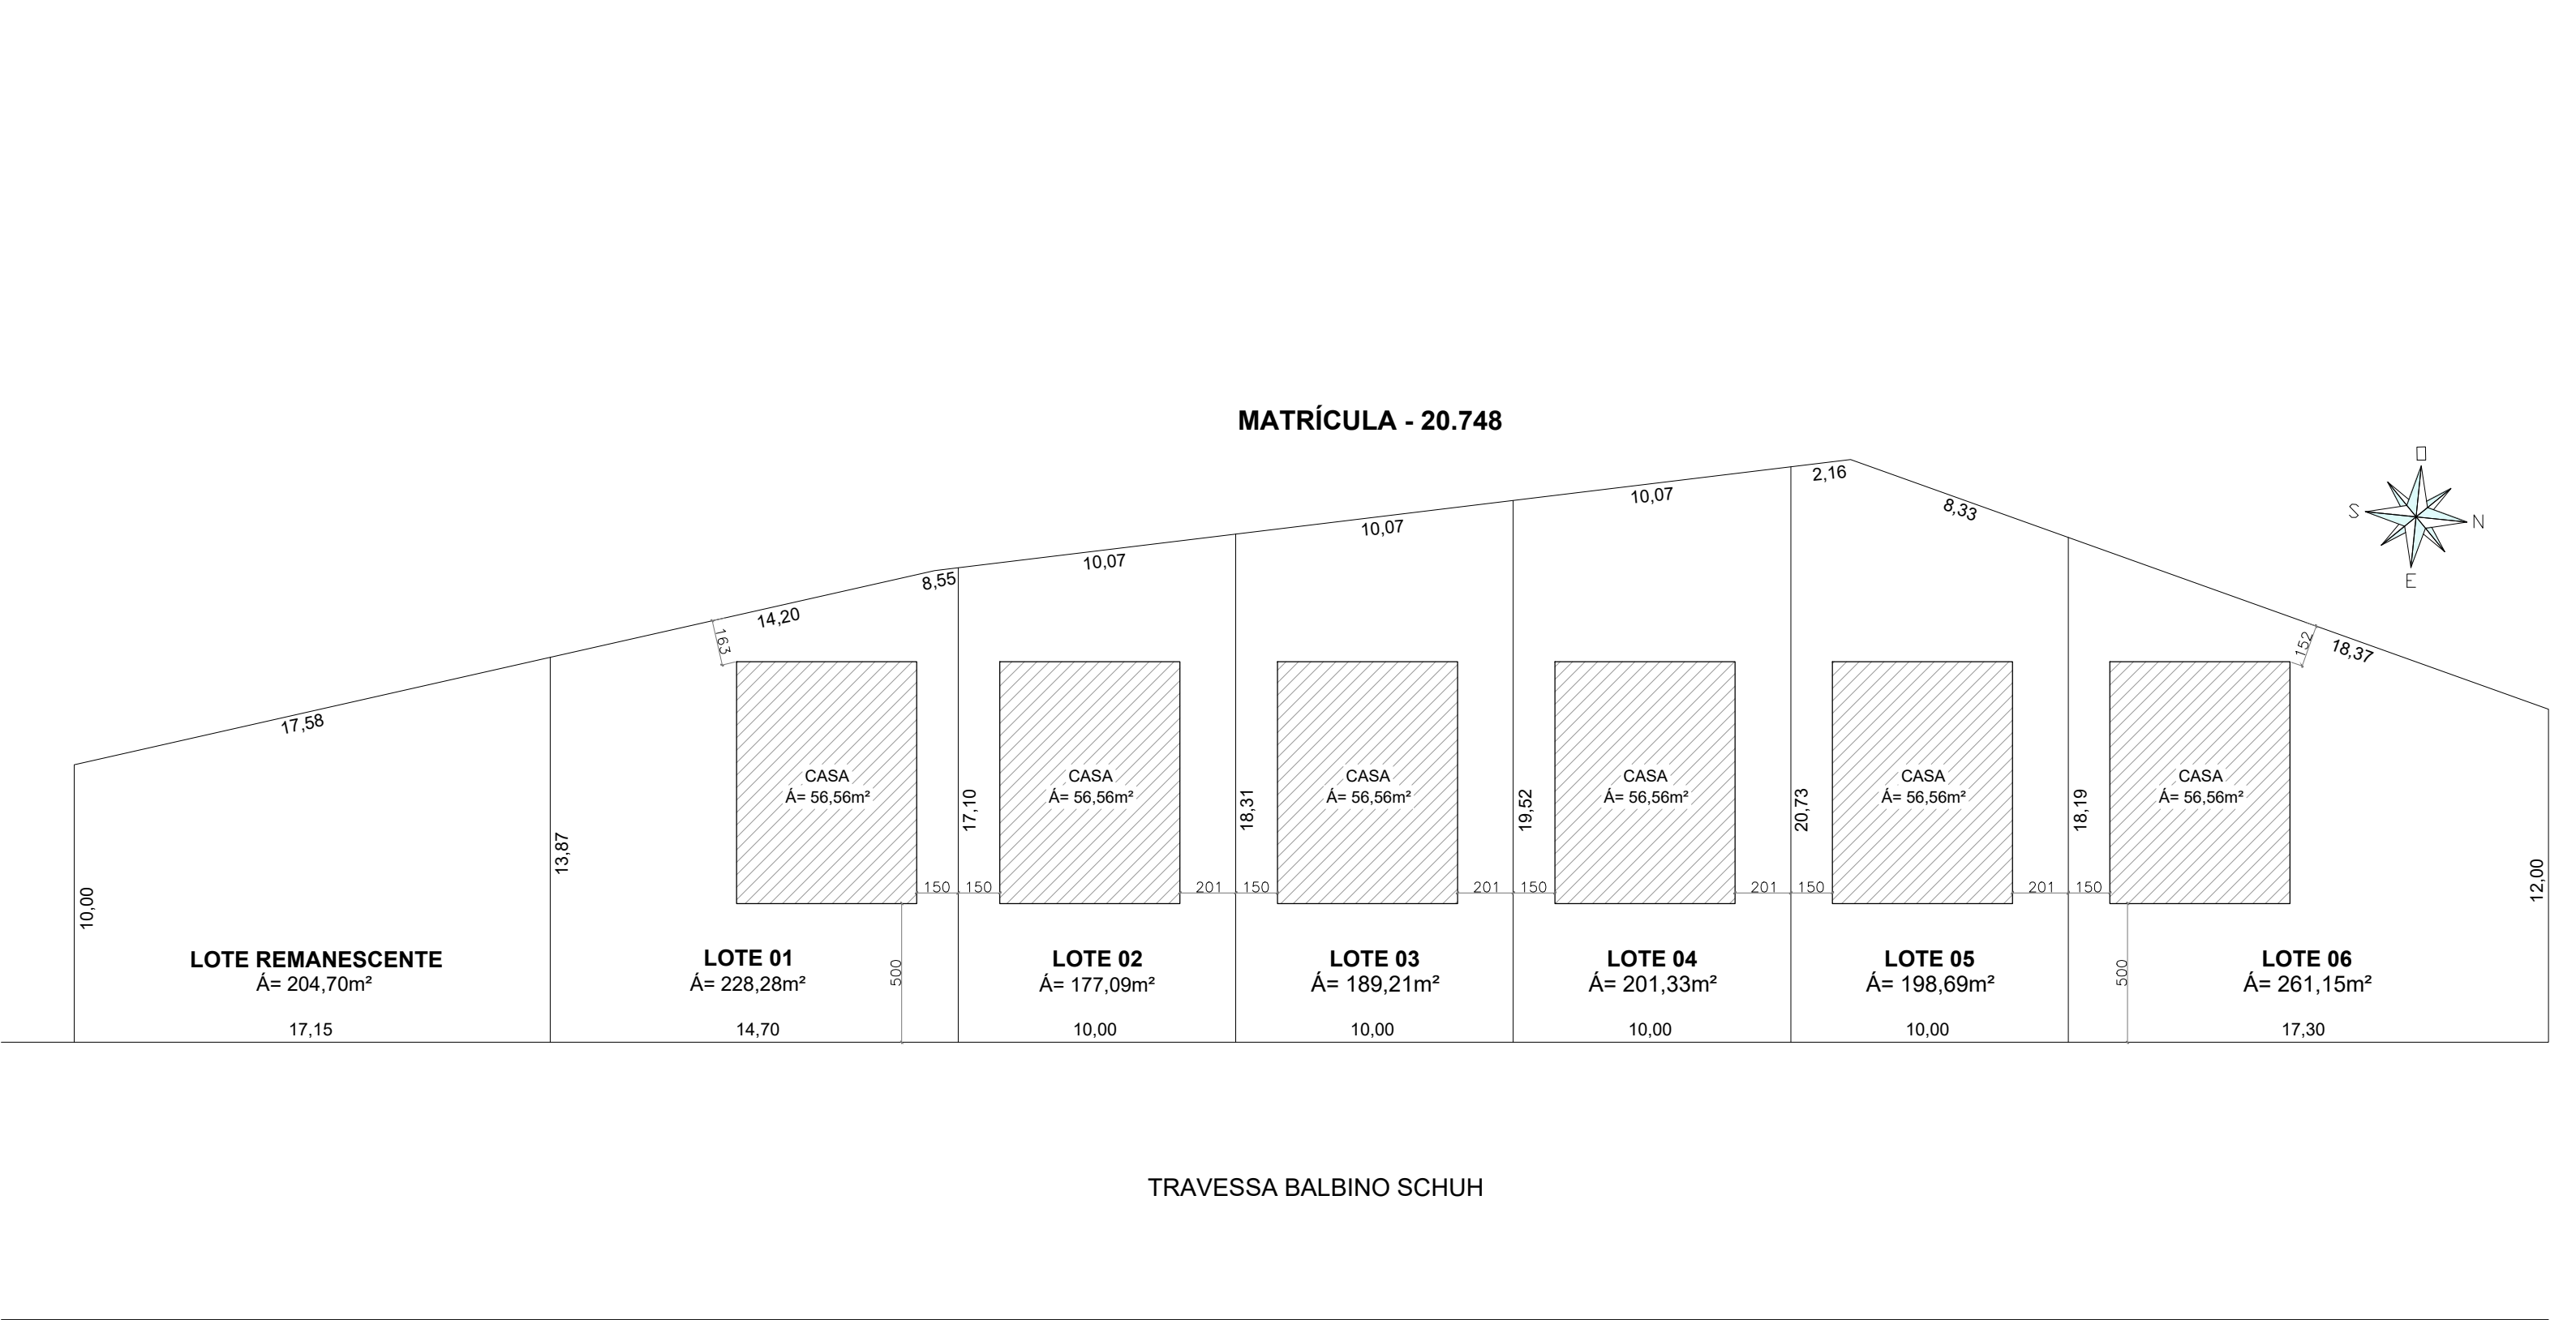 MATRÍCULA - 20.748
O
S
N
E
2,16
8,33
10,07
10,07
10,07
8,55
14,20
17,58
18,37
163
152
CASA
Á= 56,56m²
CASA
Á= 56,56m²
CASA
Á= 56,56m²
CASA
Á= 56,56m²
CASA
Á= 56,56m²
CASA
Á= 56,56m²
10,00
13,87
17,10
18,31
19,52
20,73
18,19
12,00
150
150
201
150
201
150
201
150
201
150
500
500
LOTE REMANESCENTE
Á= 204,70m²
17,15
LOTE 01
Á= 228,28m²
14,70
LOTE 02
Á= 177,09m²
10,00
LOTE 03
Á= 189,21m²
10,00
LOTE 04
Á= 201,33m²
10,00
LOTE 05
Á= 198,69m²
10,00
LOTE 06
Á= 261,15m²
17,30
TRAVESSA BALBINO SCHUH